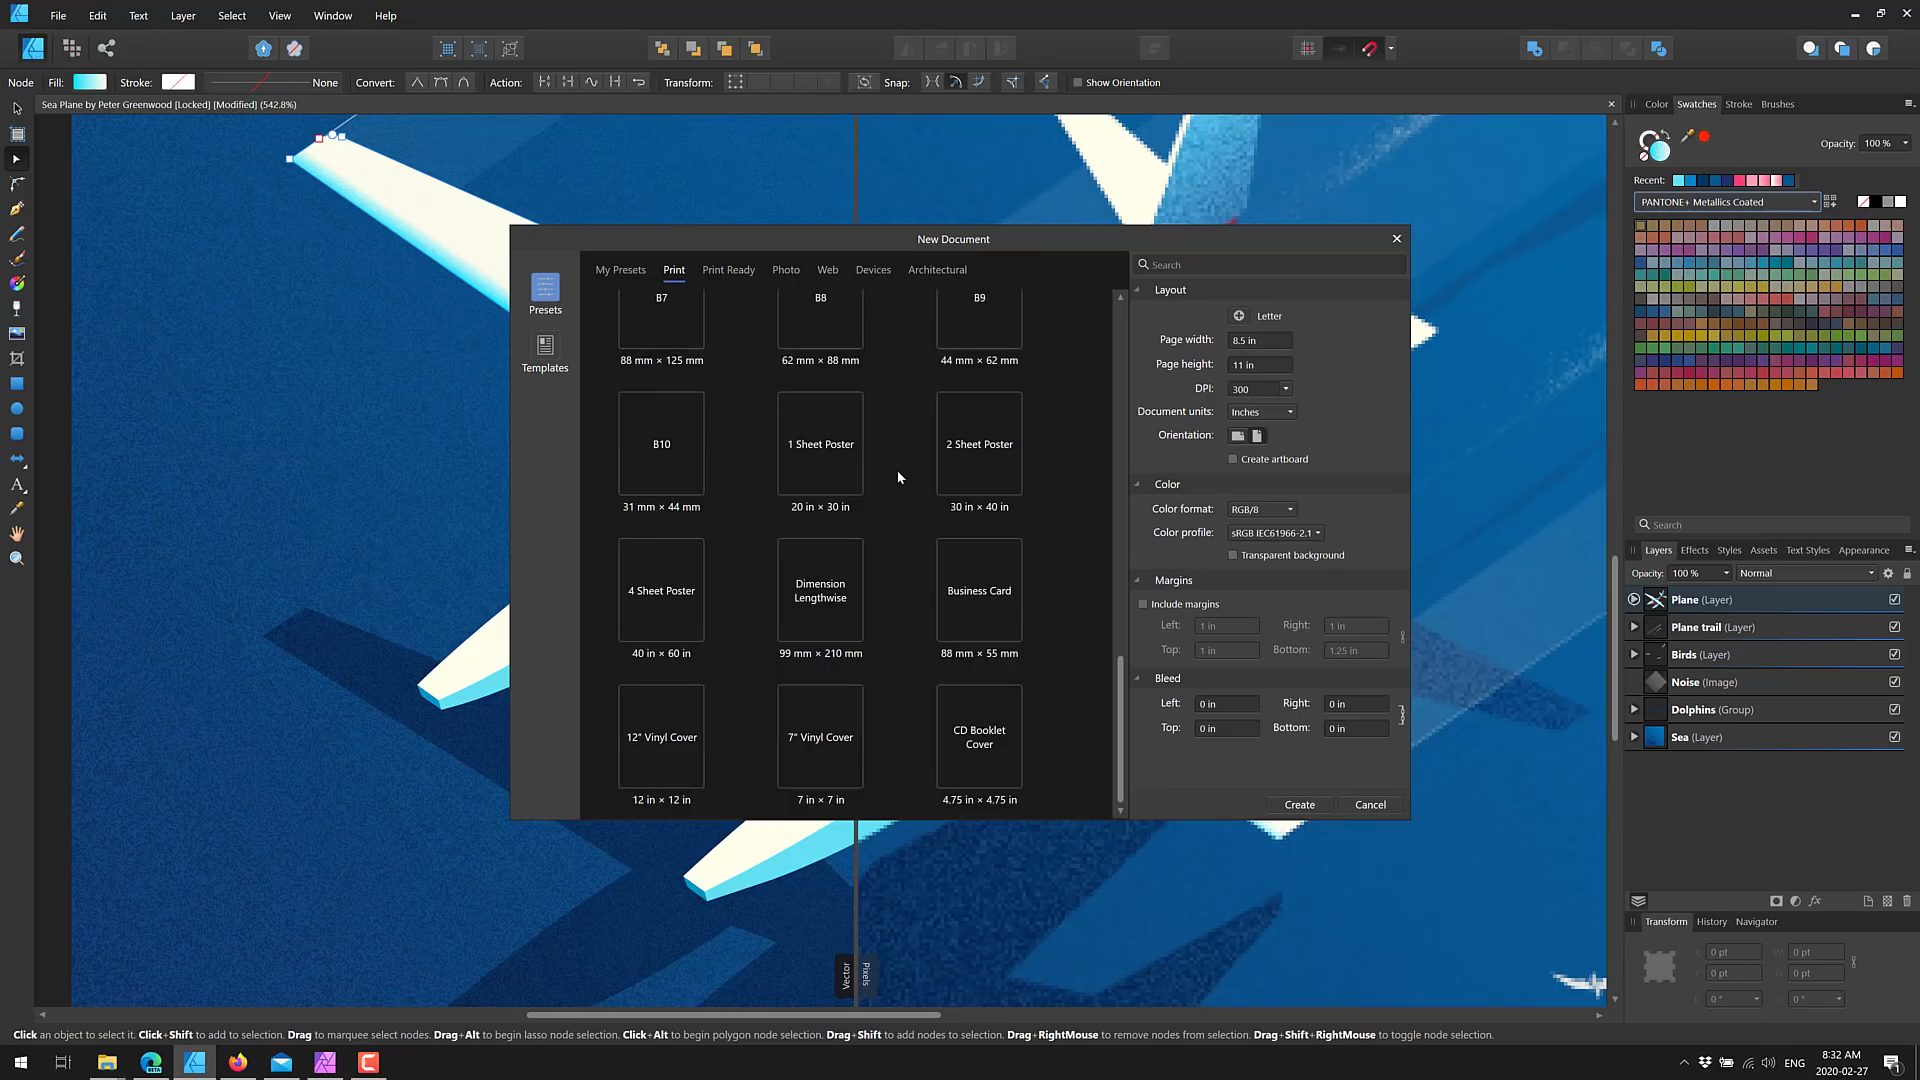 File Edit Text Layer Select View Window Help
Node Fill: Stroke: None Convert: Action: Transform: Snap: Show Orientation
Sea Plane by Peter Greenwood [Locked] [Modified] (542.8%)
Color Swatches Stroke Brushes
Opacity: 100 %
Recent:
PANTONE+ Metallics Coated
New Document
Presets
Templates
My Presets Print Print Ready Photo Web Devices Architectural
B7 B8 B9
88 mm × 125 mm 62 mm × 88 mm 44 mm × 62 mm
B10 1 Sheet Poster 2 Sheet Poster
31 mm × 44 mm 20 in × 30 in 30 in × 40 in
4 Sheet Poster Dimension Lengthwise Business Card
40 in × 60 in 99 mm × 210 mm 88 mm × 55 mm
12" Vinyl Cover 7" Vinyl Cover CD Booklet Cover
12 in × 12 in 7 in × 7 in 4.75 in × 4.75 in
Search
Layout
Letter
Page width: 8.5 in
Page height: 11 in
DPI: 300
Document units: Inches
Orientation:
Create artboard
Color
Color format: RGB/8
Color profile: sRGB IEC61966-2.1
Transparent background
Margins
Include margins
Left: 1 in Right: 1 in
Top: 1 in Bottom: 1.25 in
Bleed
Left: 0 in Right: 0 in
Top: 0 in Bottom: 0 in
Create Cancel
Vector
Pixels
Search
Layers Effects Styles Assets Text Styles Appearance
Opacity: 100 % Normal
Plane (Layer)
Plane trail (Layer)
Birds (Layer)
Noise (Image)
Dolphins (Group)
Sea (Layer)
fx
Transform History Navigator
0 pt 0 pt
0 pt 0 pt
0 ° 0 °
Click an object to select it. Click+Shift to add to selection. Drag to marquee select nodes. Drag+Alt to begin lasso node selection. Click+Alt to begin polygon node selection. Drag+Shift to add nodes to selection. Drag+RightMouse to remove nodes from selection. Drag+Shift+RightMouse to toggle node selection.
BETA
ENG
8:32 AM
2020-02-27
1